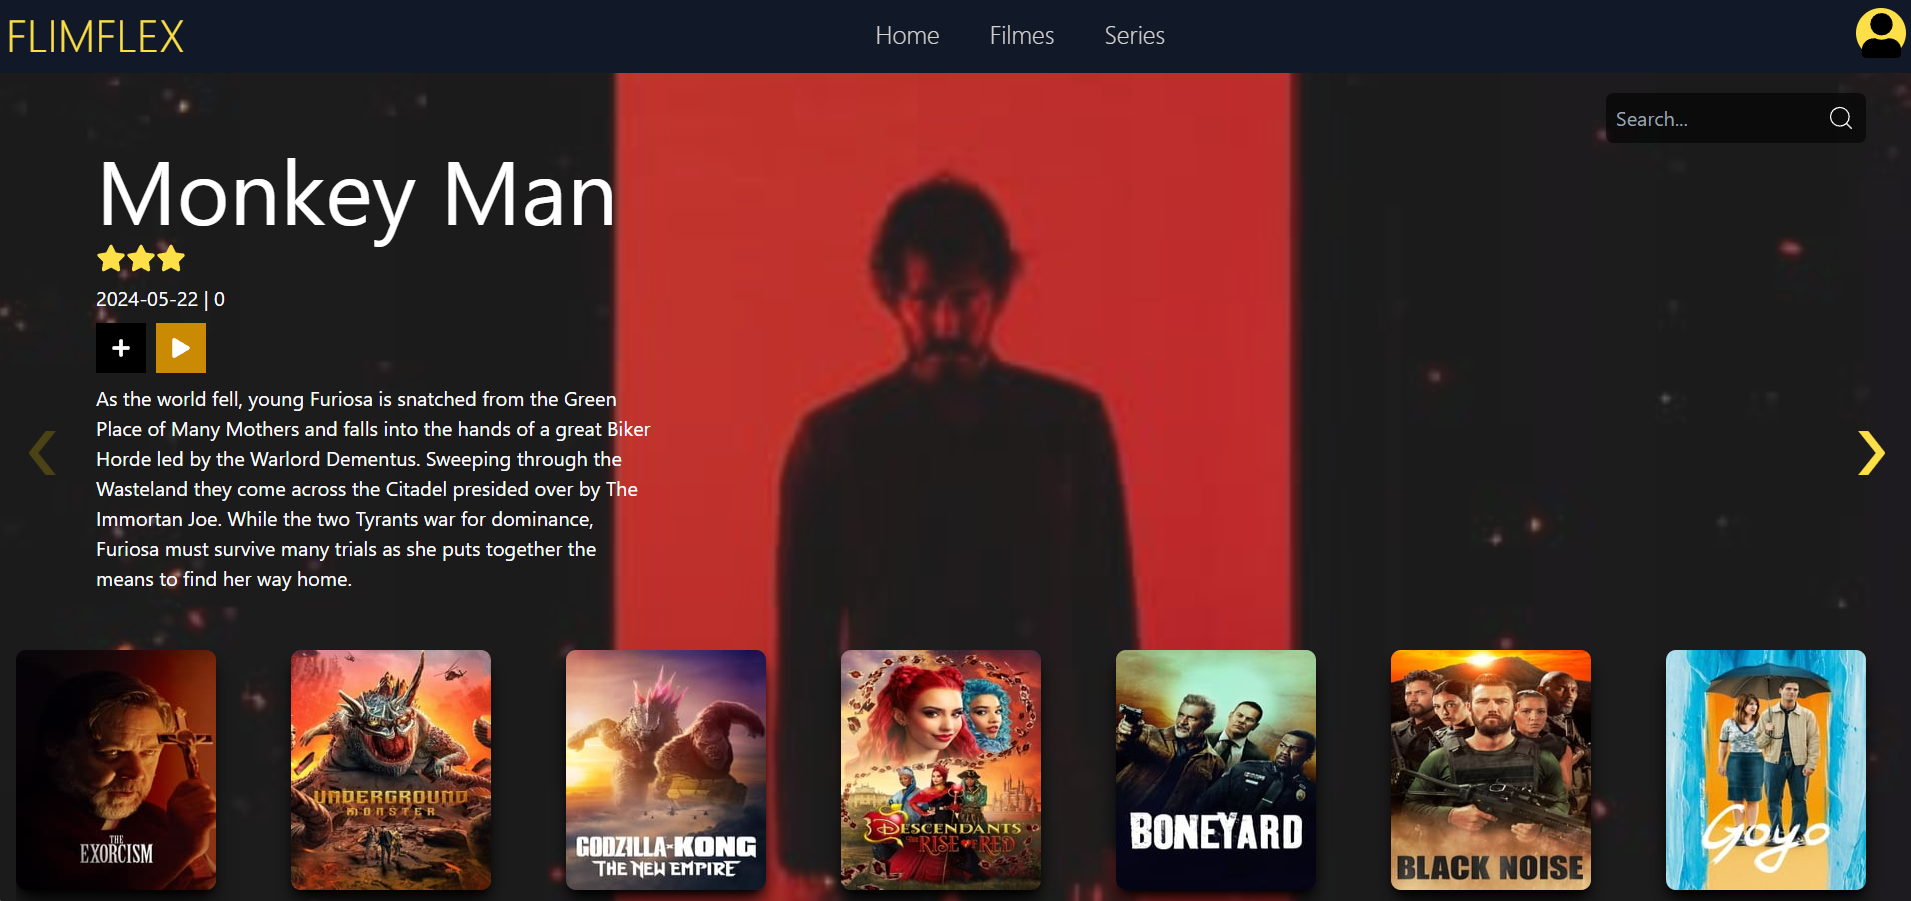 FLIMFLEX
Home Filmes Series
Search...
Monkey Man
2024-05-22 | 0
As the world fell, young Furiosa is snatched from the Green
Place of Many Mothers and falls into the hands of a great Biker
Horde led by the Warlord Dementus. Sweeping through the
Wasteland they come across the Citadel presided over by The
Immortan Joe. While the two Tyrants war for dominance,
Furiosa must survive many trials as she puts together the
means to find her way home.
THE
EXORCISM
UNDERGROUND
MONSTER
GODZILLA x KONG
THE NEW EMPIRE
DESCENDANTS
THE RISE OF RED
BONEYARD
BLACK NOISE
Goyo